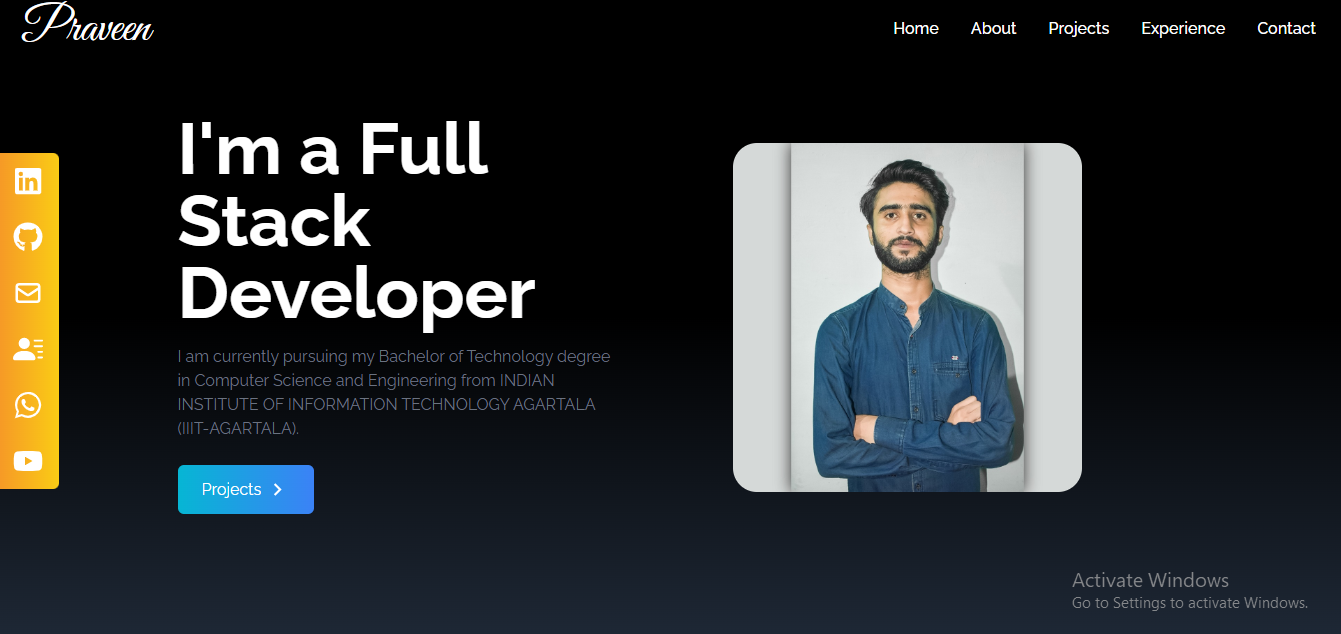 Praveen
Home About Projects Experience Contact
I'm a Full
Stack
Developer
I am currently pursuing my Bachelor of Technology degree
in Computer Science and Engineering from INDIAN
INSTITUTE OF INFORMATION TECHNOLOGY AGARTALA
(IIIT-AGARTALA).
Projects
Activate Windows
Go to Settings to activate Windows.